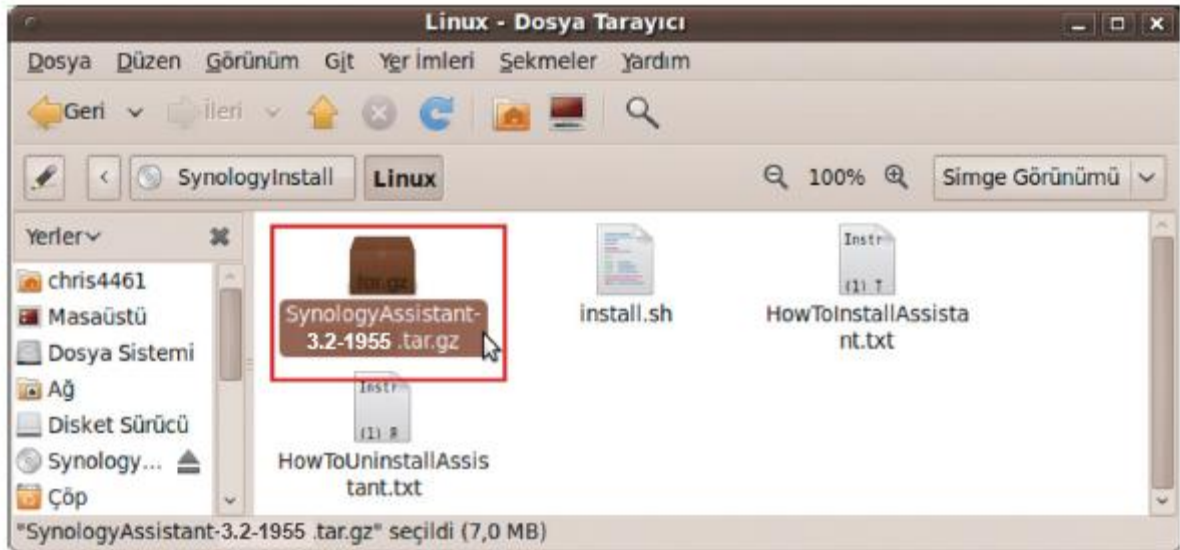 Linux - Dosya Tarayıcı
Dosya Düzen Görünüm Git Yer İmleri Sekmeler Yardım
Geri İleri
SynologyInstall Linux 100% Simge Görünümü
Yerler
chris4461
Masaüstü
Dosya Sistemi
Ağ
Disket Sürücü
Synology...
Çöp
tar.gz
SynologyAssistant-
3.2-1955 .tar.gz
install.sh
Instr
(1) T
HowToInstallAssista
nt.txt
Instr
(1) R
HowToUninstallAssis
tant.txt
"SynologyAssistant-3.2-1955 .tar.gz" seçildi (7,0 MB)